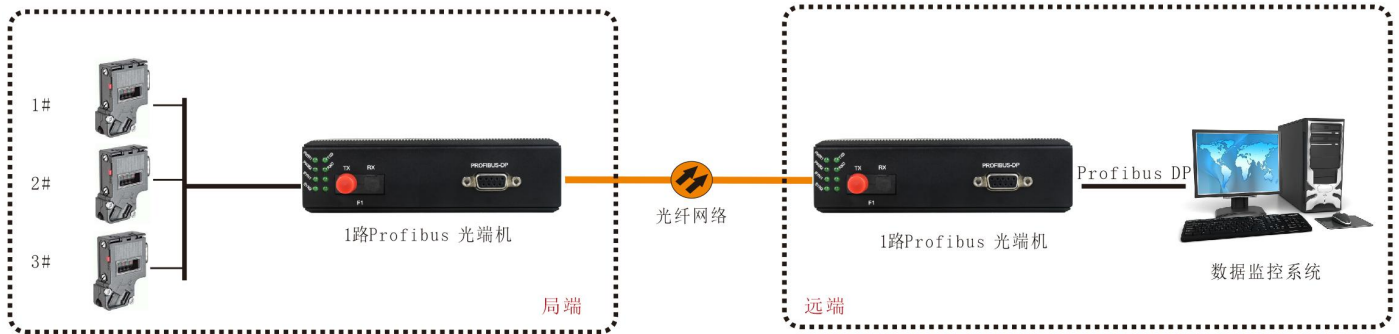 1#
2#
3#
TX
RX
PROFIBUS-DP
F1
1路Profibus 光端机
局端
光纤网络
TX
RX
PROFIBUS-DP
F1
1路Profibus 光端机
远端
Profibus DP
数据监控系统